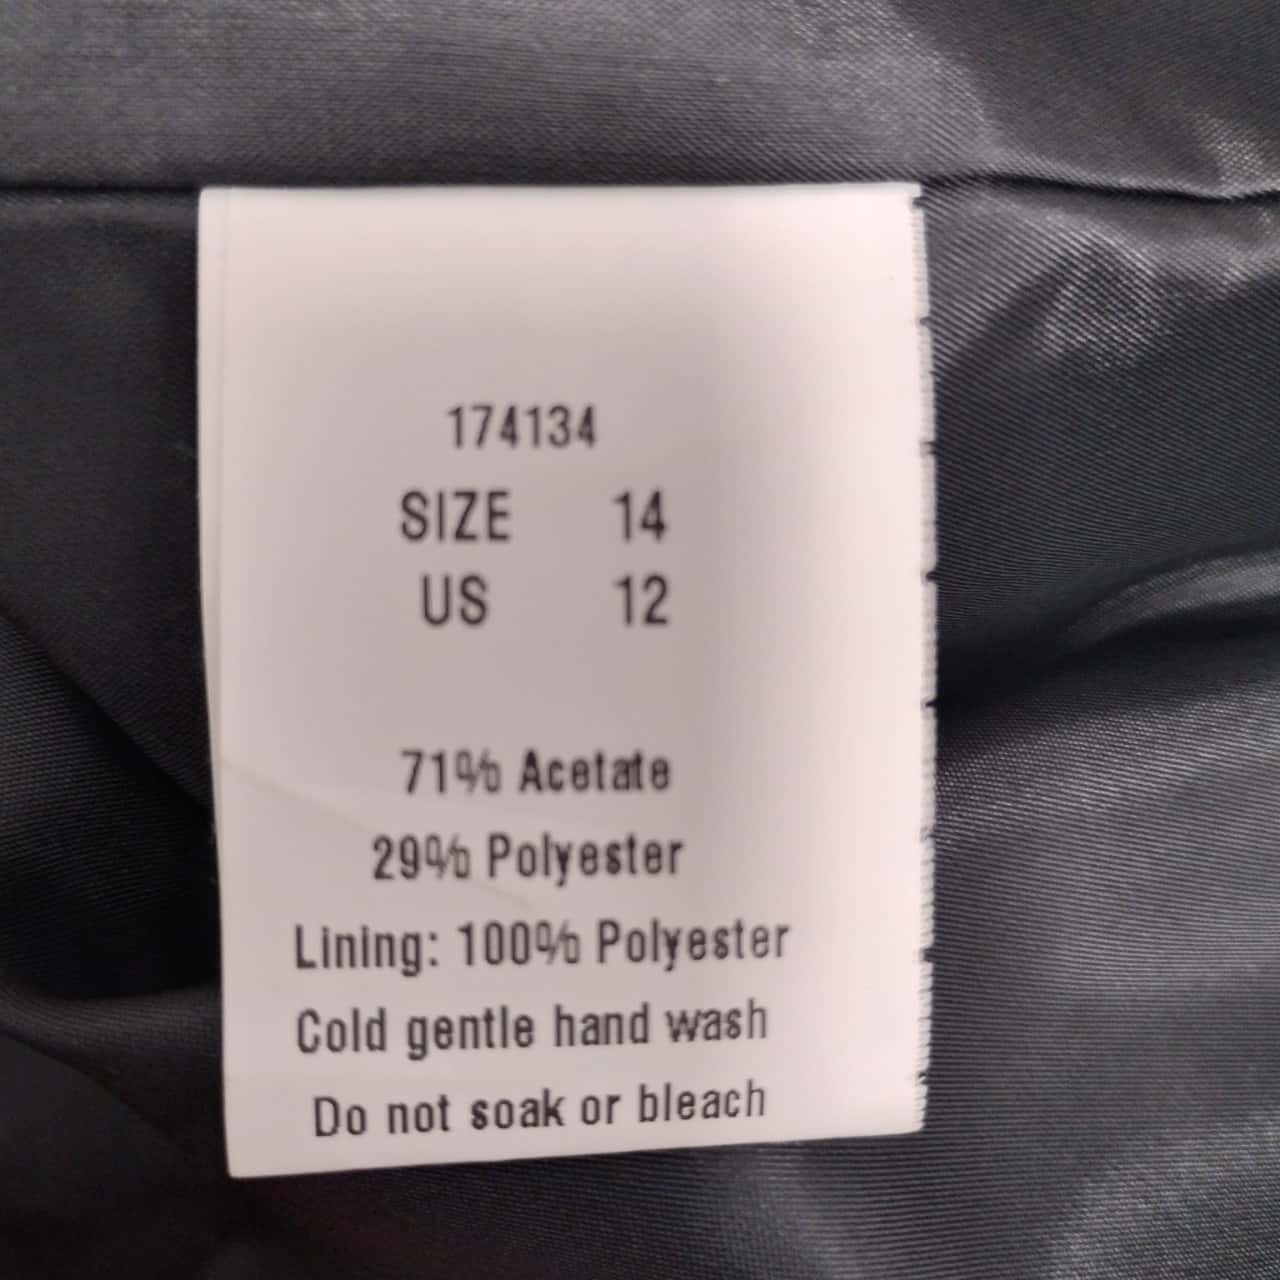 174134
SIZE 14
US 12
71% Acetate
29% Polyester
Lining: 100% Polyester
Cold gentle hand wash
Do not soak or bleach